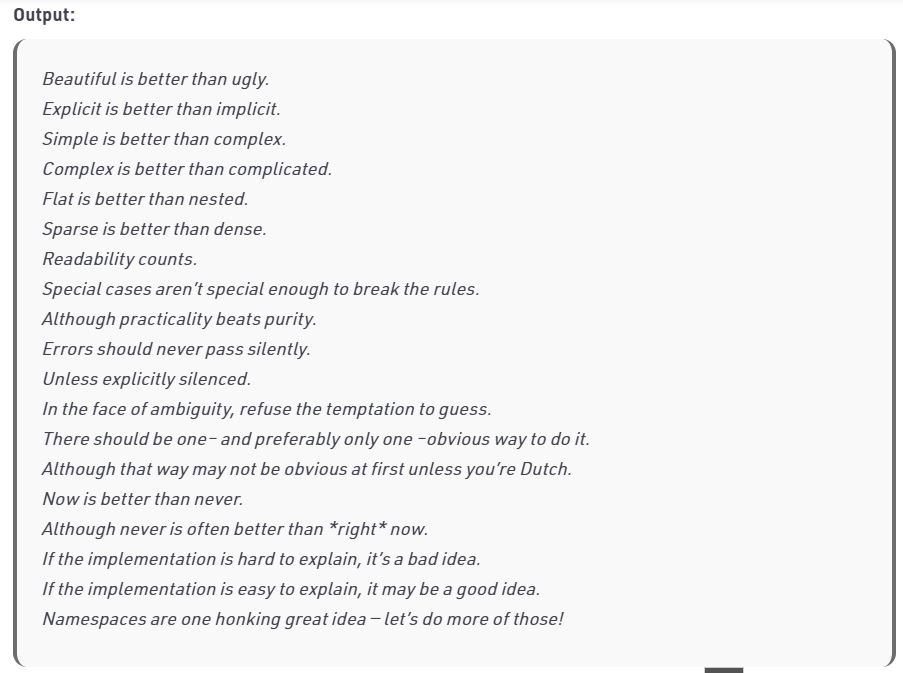 Output:
Beautiful is better than ugly.
Explicit is better than implicit.
Simple is better than complex.
Complex is better than complicated.
Flat is better than nested.
Sparse is better than dense.
Readability counts.
Special cases aren’t special enough to break the rules.
Although practicality beats purity.
Errors should never pass silently.
Unless explicitly silenced.
In the face of ambiguity, refuse the temptation to guess.
There should be one– and preferably only one –obvious way to do it.
Although that way may not be obvious at first unless you’re Dutch.
Now is better than never.
Although never is often better than *right* now.
If the implementation is hard to explain, it’s a bad idea.
If the implementation is easy to explain, it may be a good idea.
Namespaces are one honking great idea — let’s do more of those!